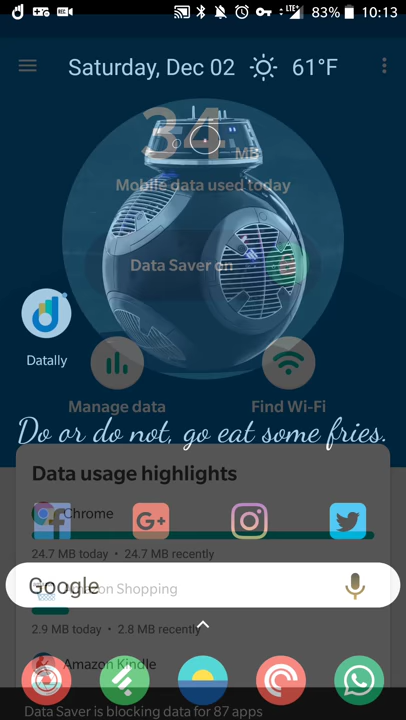 REC 83% 10:13
LTE
Saturday, Dec 02 61°F
34 MB
Mobile data used today
Data Saver on
Datally
Manage data Find Wi-Fi
Do or do not, go eat some fries.
Data usage highlights
Chrome
G+
24.7 MB today • 24.7 MB recently
Google
Amazon Shopping
2.9 MB today • 2.8 MB recently
Amazon Kindle
Data Saver is blocking data for 87 apps